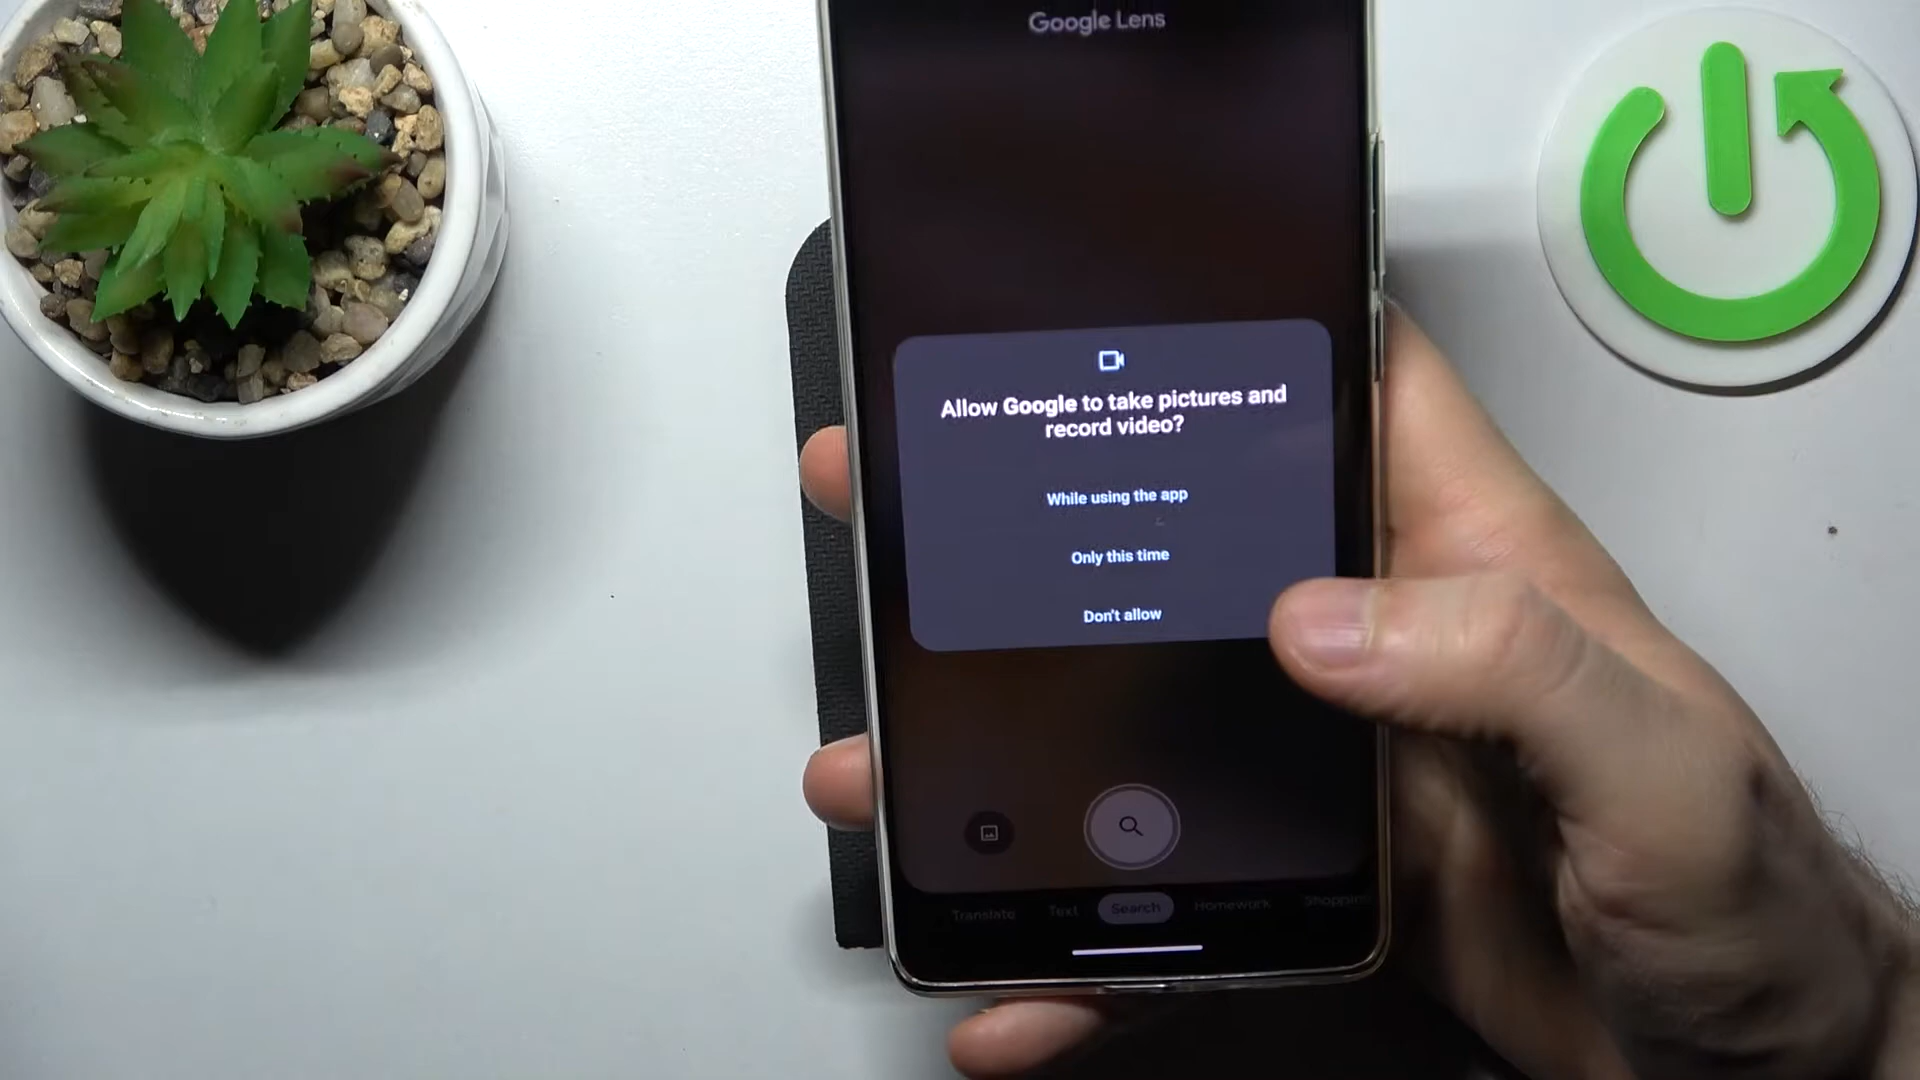 Google Lens
Allow Google to take pictures and
record video?
While using the app
Only this time
Don't allow
Translate Text Search Homework Shopping